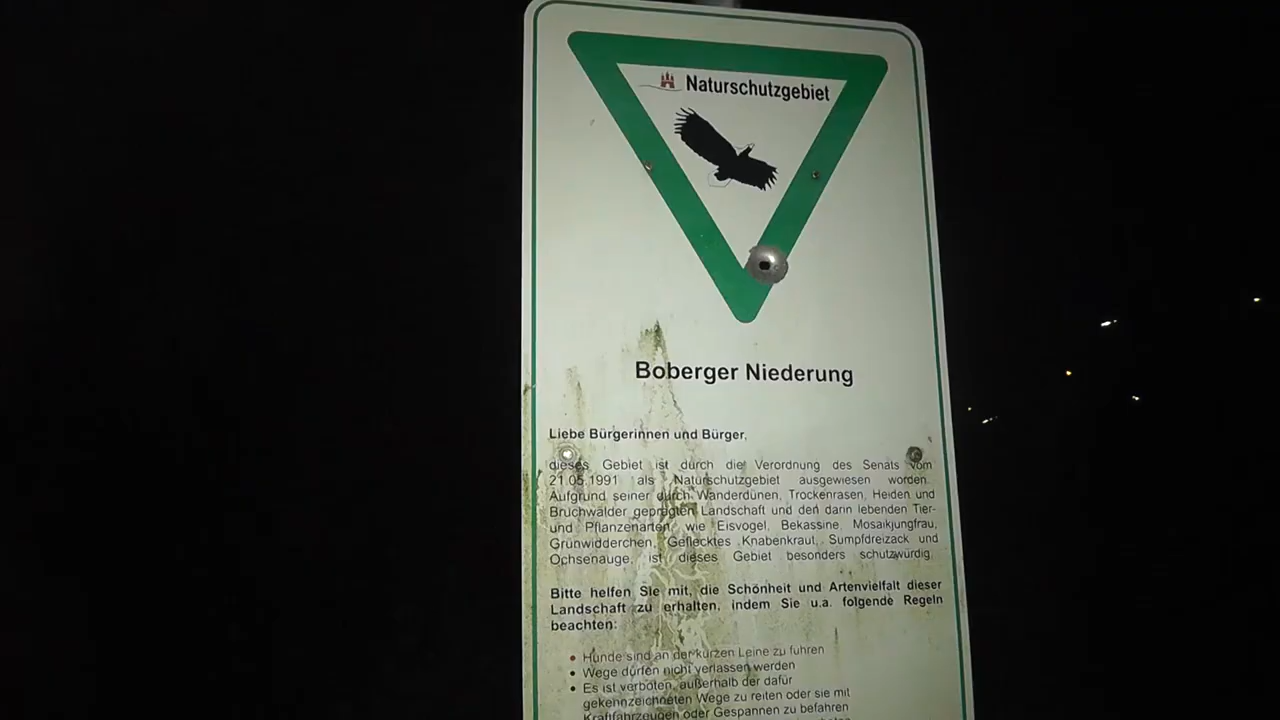 Naturschutzgebiet
Boberger Niederung
Liebe Bürgerinnen und Bürger,
dieses Gebiet ist durch die Verordnung des Senats vom
21.05.1991 als Naturschutzgebiet ausgewiesen worden.
Aufgrund seiner durch Wanderdünen, Trockenrasen, Heiden und
Bruchwälder geprägten Landschaft und den darin lebenden Tier-
und Pflanzenarten, wie Eisvogel, Bekassine, Mosaikjungfrau,
Grünwidderchen, Geflecktes Knabenkraut, Sumpfdreizack und
Ochsenauge, ist dieses Gebiet besonders schutzwürdig.
Bitte helfen Sie mit, die Schönheit und Artenvielfalt dieser
Landschaft zu erhalten, indem Sie u.a. folgende Regeln
beachten:
• Hunde sind an der kurzen Leine zu führen
• Wege dürfen nicht verlassen werden
• Es ist verboten, außerhalb der dafür
gekennzeichneten Wege zu reiten oder sie mit
Kraftfahrzeugen oder Gespannen zu befahren